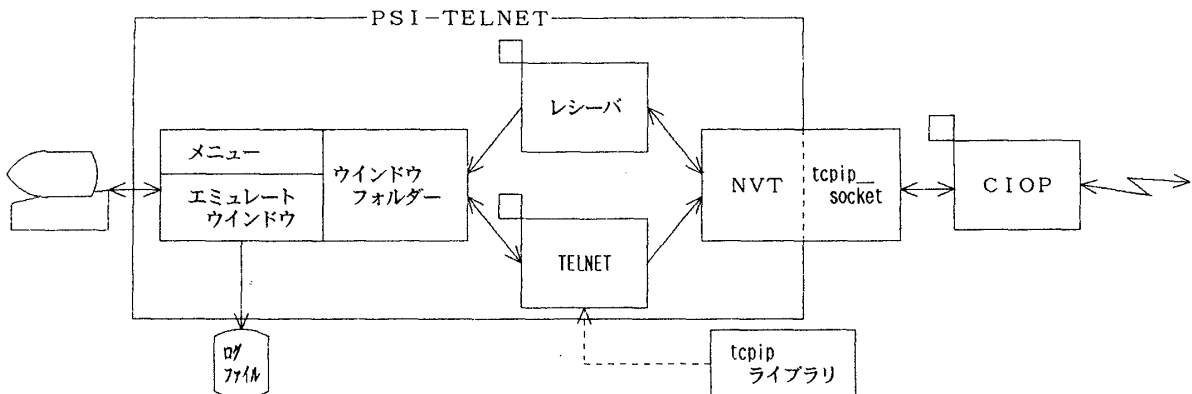 PSI-TELNET
レシーバ
メニュー
エミュレート
ウインドウ
ウインドウ
フォルダー
NVT
tcpip__
socket
CIOP
TELNET
ログ
ファイル
tcpip
ライブラリ